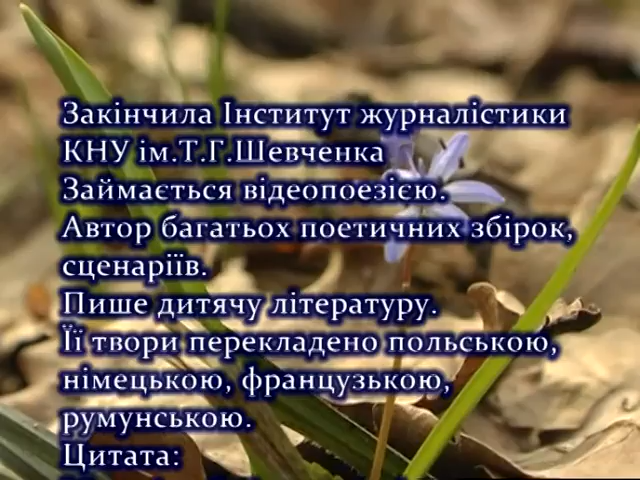 Закінчила Інститут журналістики
КНУ ім.Т.Г.Шевченка
Займається відеопоезією.
Автор багатьох поетичних збірок,
сценаріїв.
Пише дитячу літературу.
Її твори перекладено польською,
німецькою, французькою,
румунською.
Цитата: